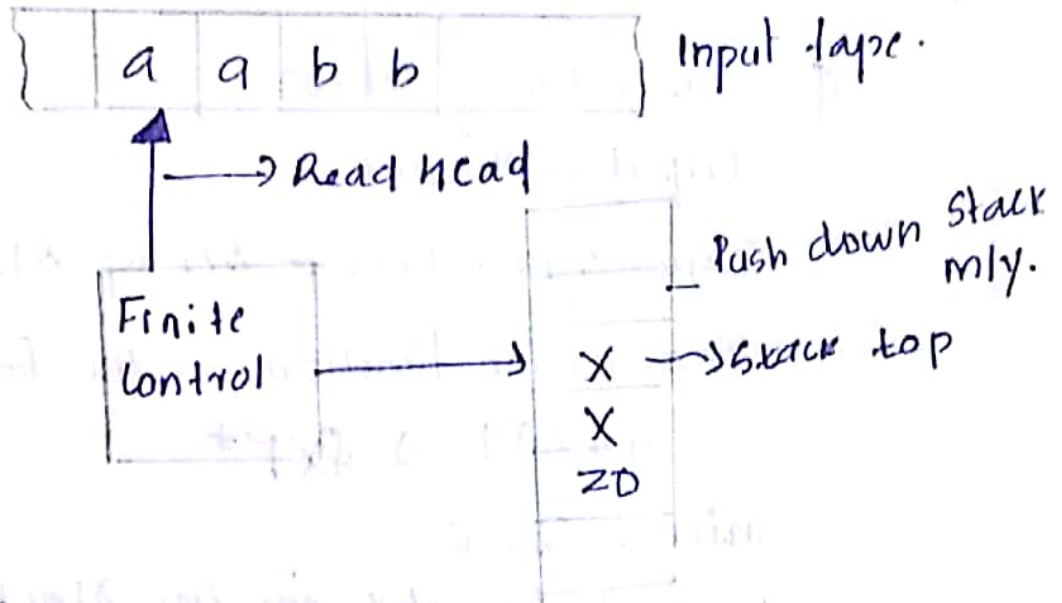 a a b b
Input tape.
Read Head
Push down Stack
mly.
Finite
Control
X Stack top
X
Z0